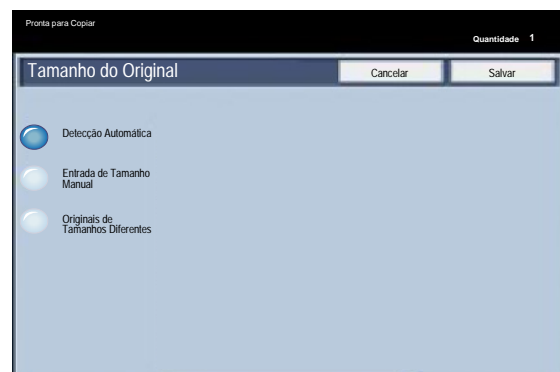 Pronta para Copiar
Quantidade 1
Tamanho do Original
Cancelar
Salvar
Detecção Automática
Entrada de Tamanho
Manual
Originais de
Tamanhos Diferentes